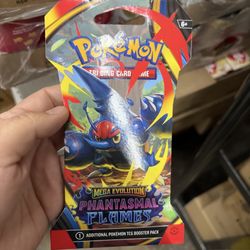 POKÉMON
TRADING CARD GAME
6+
MEGA EVOLUTION
PHANTASMAL
FLAMES
1 ADDITIONAL POKÉMON TCG BOOSTER PACK